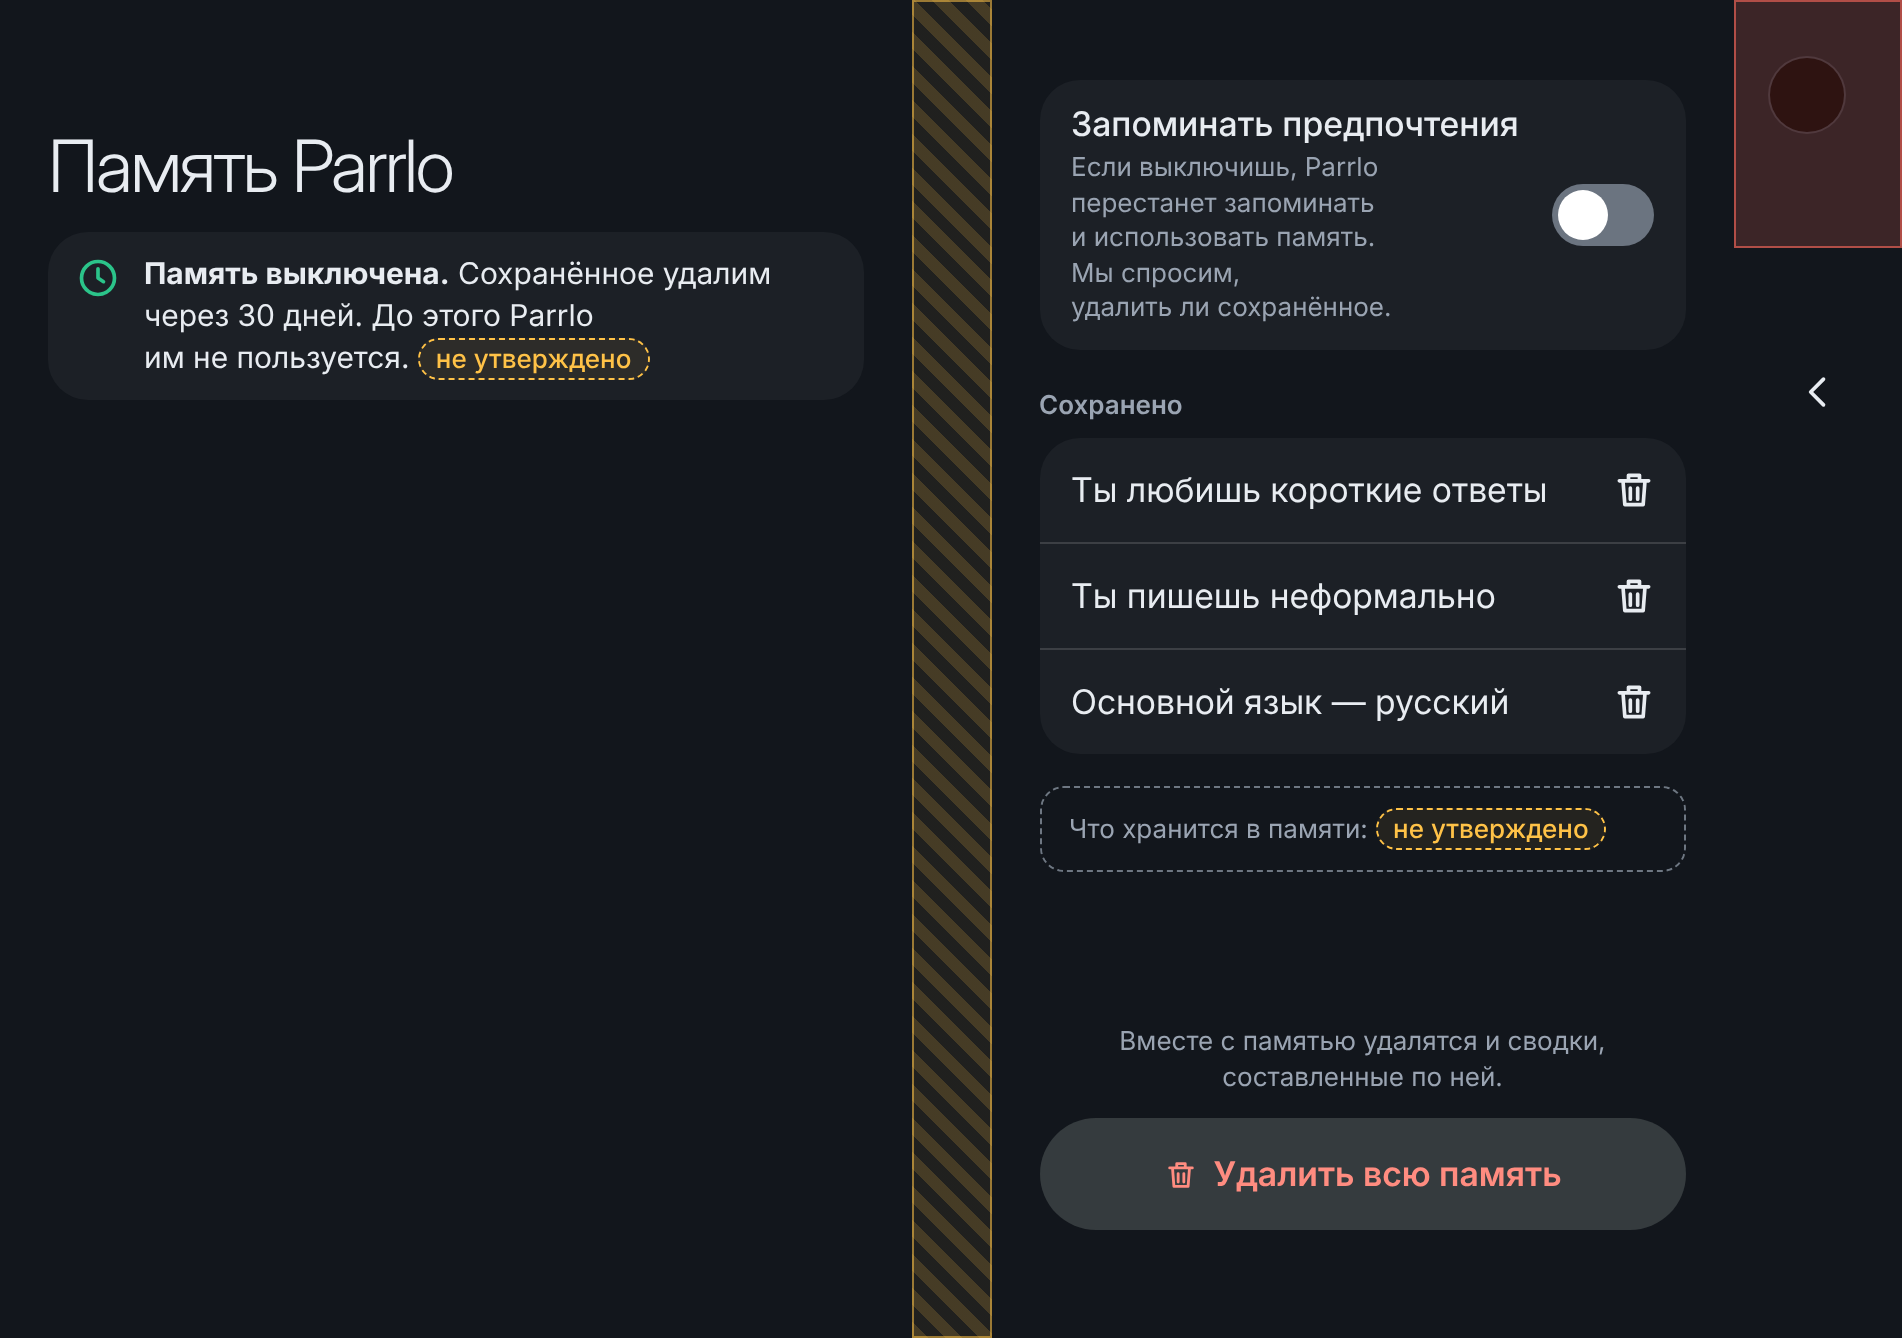 Память Parrlo
Память выключена. Сохранённое удалим
через 30 дней. До этого Parrlo
им не пользуется. не утверждено
Запоминать предпочтения
Если выключишь, Parrlo
перестанет запоминать
и использовать память.
Мы спросим,
удалить ли сохранённое.
Сохранено
Ты любишь короткие ответы
Ты пишешь неформально
Основной язык — русский
Что хранится в памяти: не утверждено
Вместе с памятью удалятся и сводки,
составленные по ней.
Удалить всю память